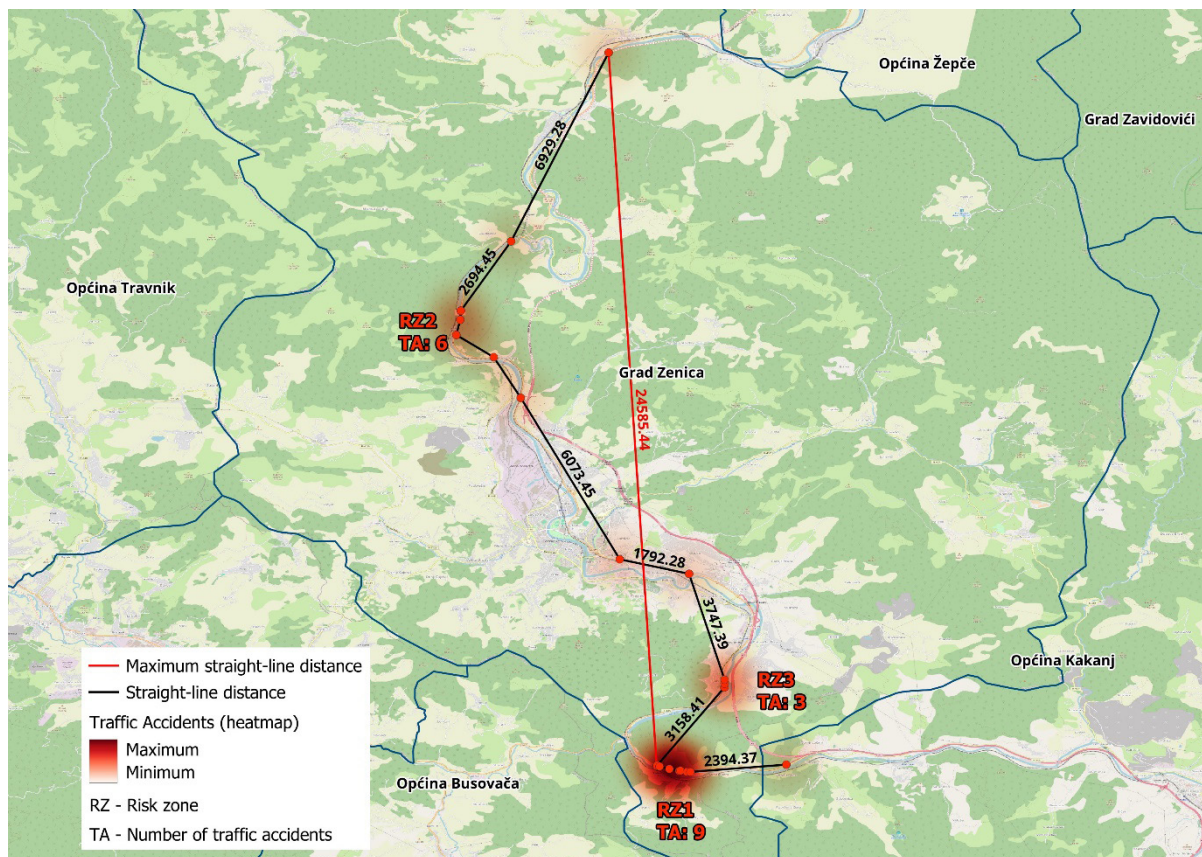 Općina Žepče
Grad Zavidovići
6929.28
2694.45
Općina Travnik
RZ2
TA: 6
Grad Zenica
24585.44
6073.45
1792.28
3747.39
Općina Kakanj
RZ3
TA: 3
3158.41
2394.37
Općina Busovača
RZ1
TA: 9
Maximum straight-line distance
Straight-line distance
Traffic Accidents (heatmap)
Maximum
Minimum
RZ - Risk zone
TA - Number of traffic accidents